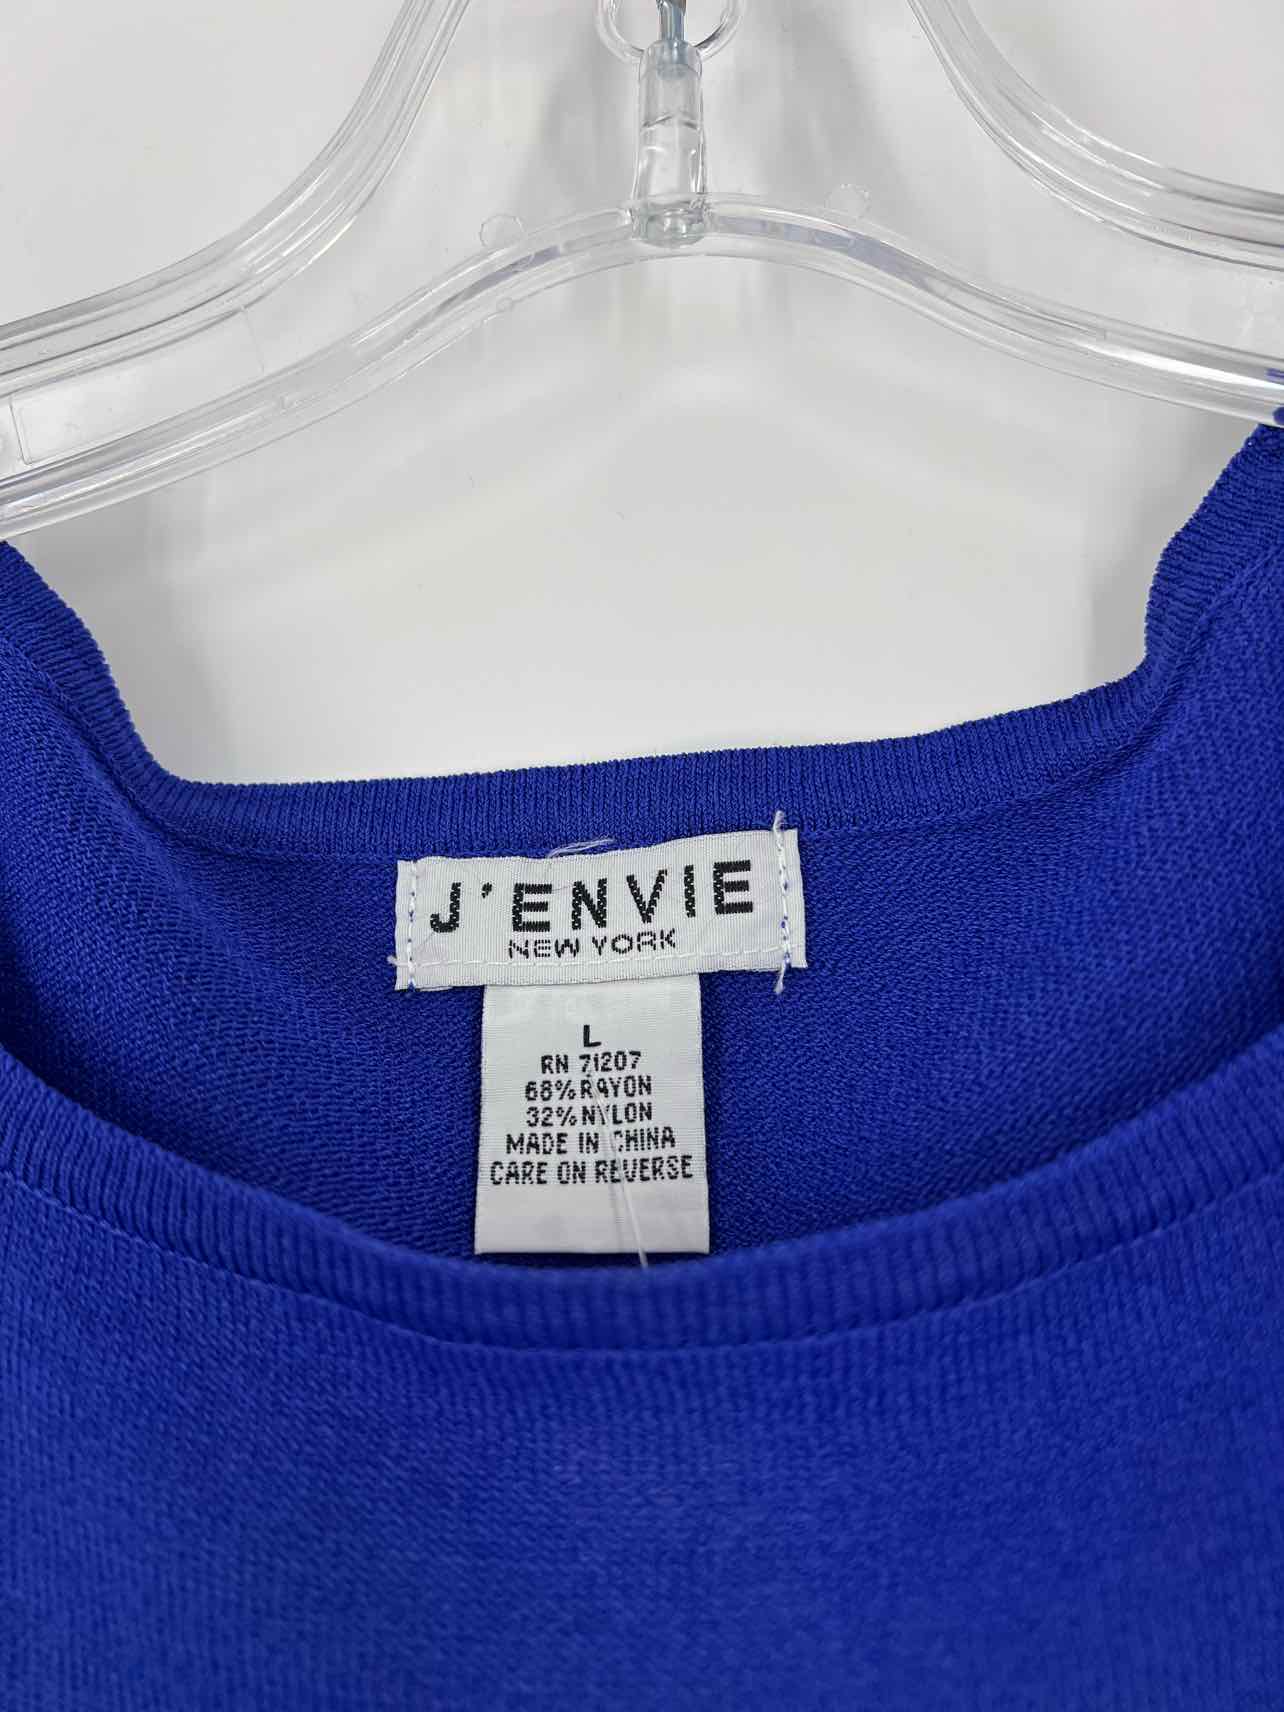 J'ENVIE
NEW YORK
L
RN 71207
68% RAYON
32% NYLON
MADE IN CHINA
CARE ON REVERSE